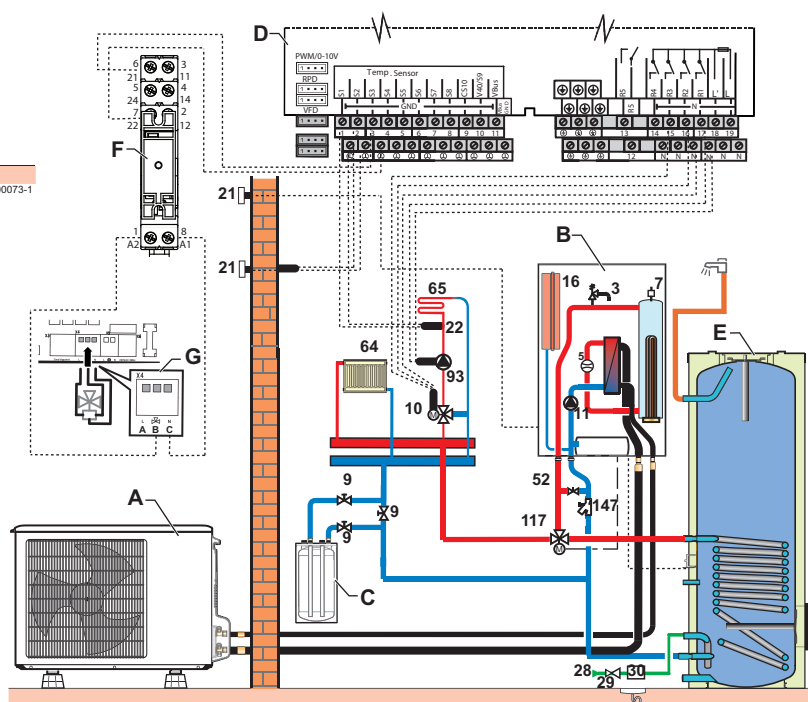 D
PWM/0-10V
RPD
VFD
Temp. Sensor
S1 S2 S3 S4 S5 S6 S7 S8 CS10 V40/S9 VBus
GND
1 2 3 4 5 6 7 8 9 10 11
R5 R4 R3 R2 R1 L' L
R5 N
13 14 15 16 17 18 19
12 N N N N N N
6 3
21 11
5 4
24 14
7 2
22 12
F
1 8
A2 A1
00073-1
21
21
B
16 3 7
5
11
65
22
64
93
10
M
G
X4
L N
A B C
E
A
9
9
9
C
52
147
117
M
28
29
30